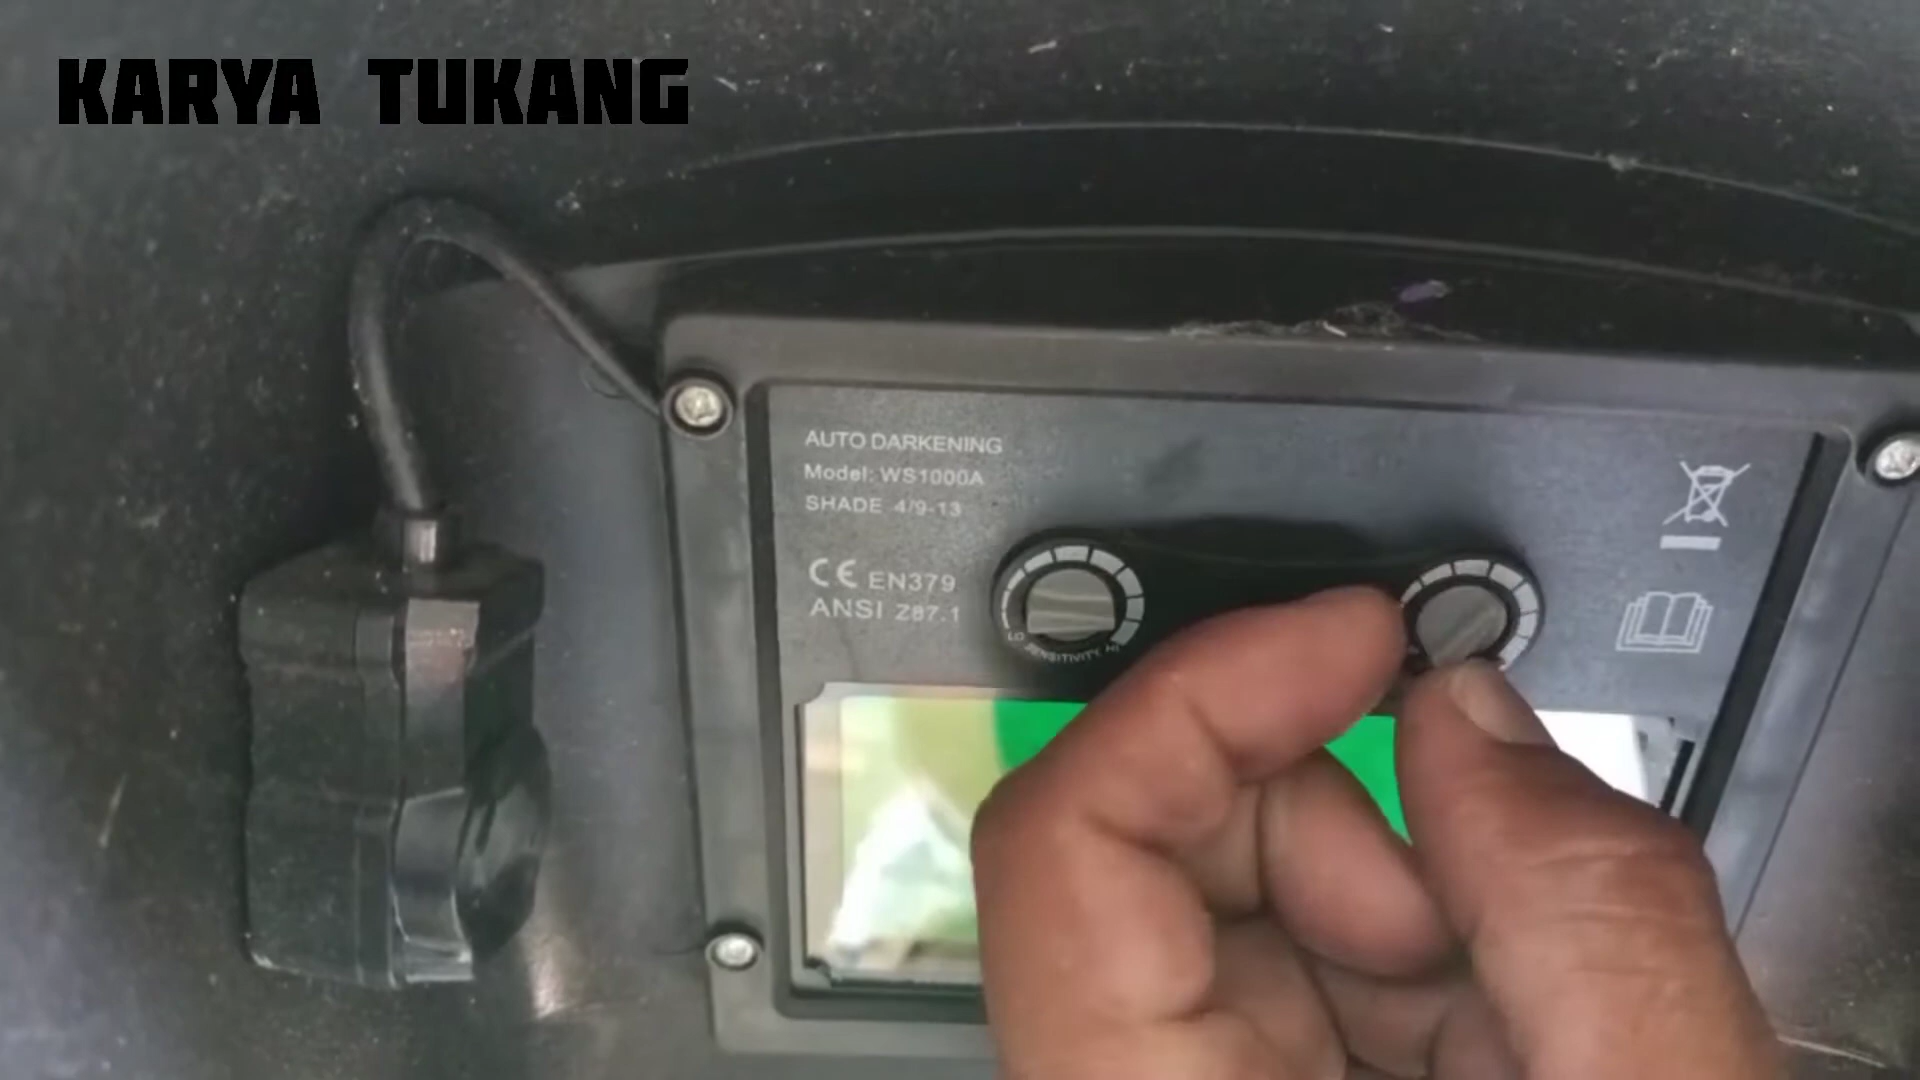 KARYA TUKANG
AUTO DARKENING
Model: WS1000A
SHADE 4/9-13
CE EN379
ANSI Z87.1
LO SENSITIVITY HI